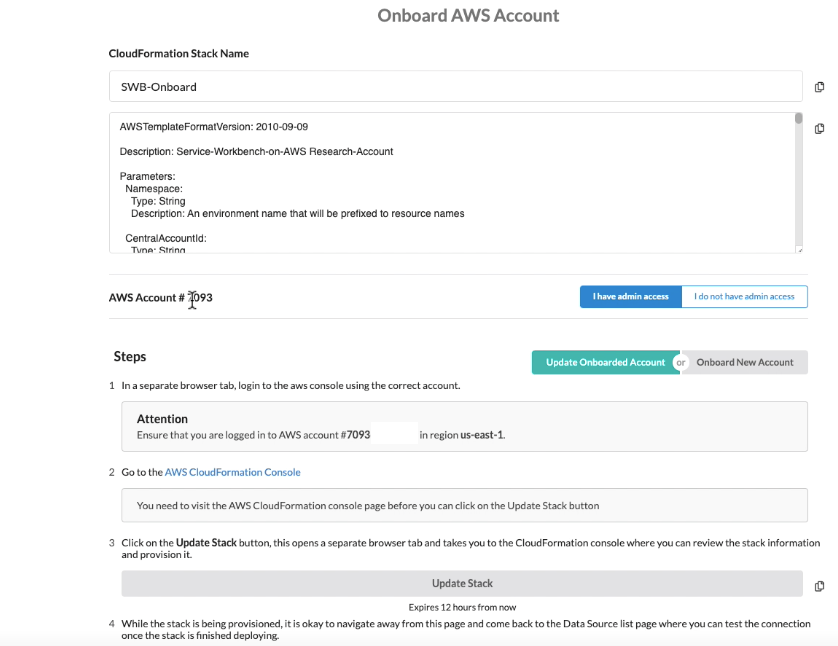 Onboard AWS Account
CloudFormation Stack Name
SWB-Onboard
AWSTemplateFormatVersion: 2010-09-09
Description: Service-Workbench-on-AWS Research-Account
Parameters:
Namespace:
Type: String
Description: An environment name that will be prefixed to resource names
CentralAccountId:
Type: String
AWS Account # 7093
I have admin access
I do not have admin access
Steps
Update Onboarded Account
or
Onboard New Account
1 In a separate browser tab, login to the aws console using the correct account.
Attention
Ensure that you are logged in to AWS account #7093 in region us-east-1.
2 Go to the AWS CloudFormation Console
You need to visit the AWS CloudFormation console page before you can click on the Update Stack button
3 Click on the Update Stack button, this opens a separate browser tab and takes you to the CloudFormation console where you can review the stack information
and provision it.
Update Stack
Expires 12 hours from now
4 While the stack is being provisioned, it is okay to navigate away from this page and come back to the Data Source list page where you can test the connection
once the stack is finished deploying.